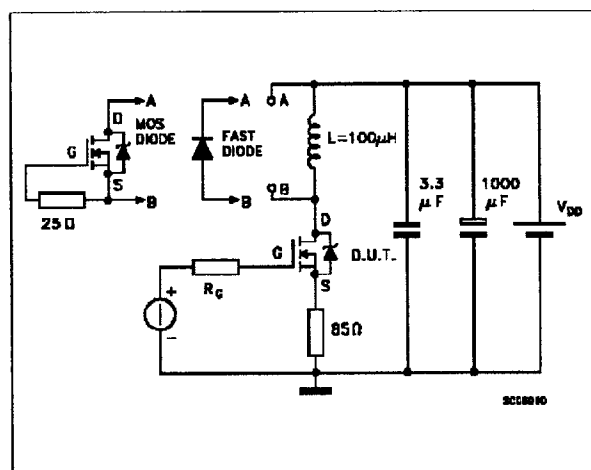 A
D
MOS
DIODE
G
S
B
25Ω
A
FAST
DIODE
B
A
L=100μH
B
D
G
D.U.T.
S
3.3
μF
1000
μF
VDD
RG
+
-
85Ω